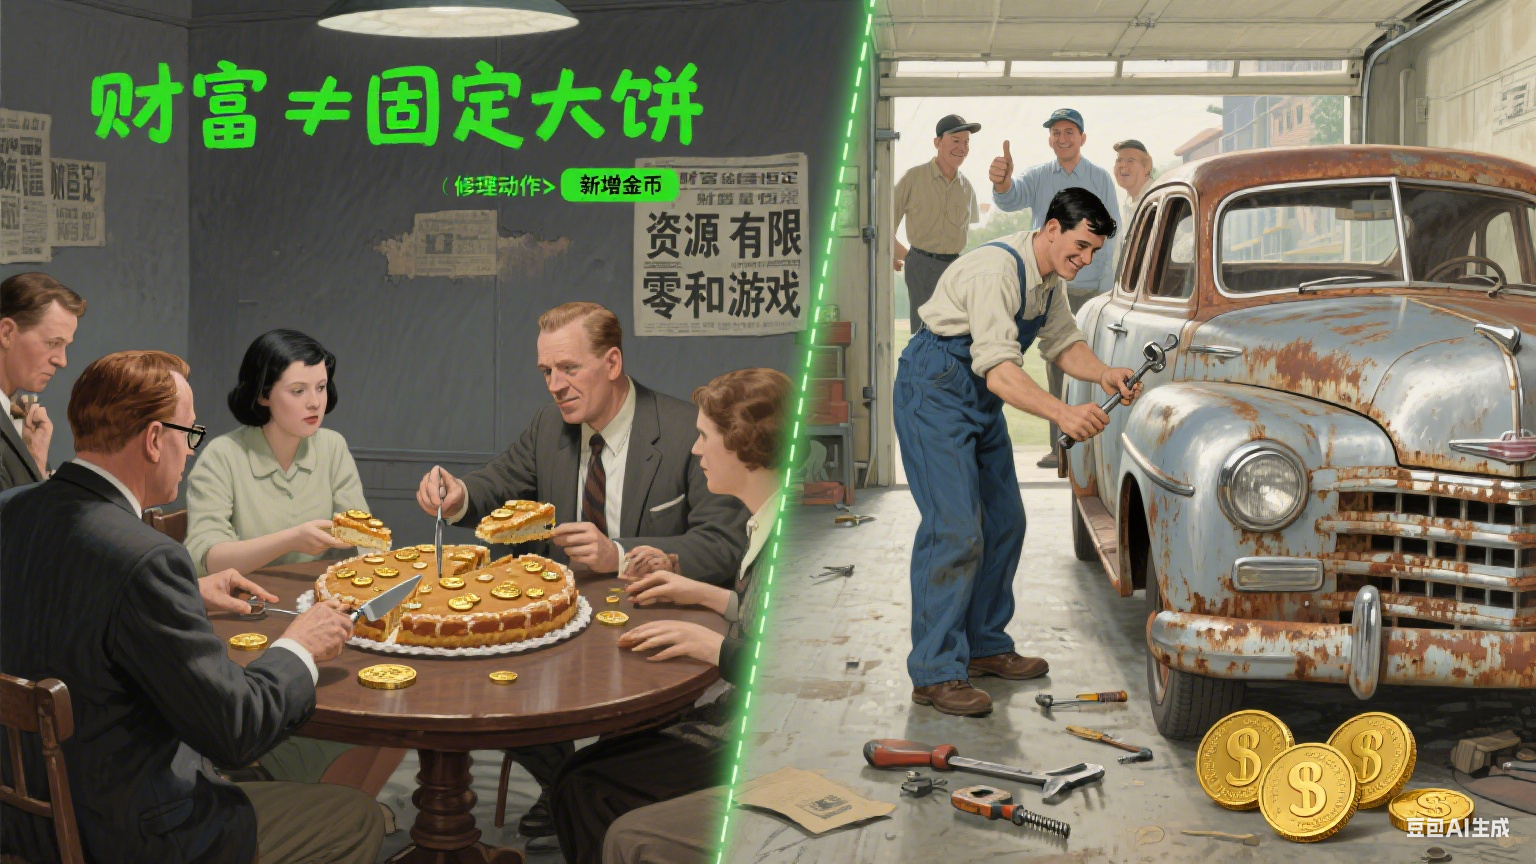 财富≠固定大饼
（修理动作>
新增金币
资源 有限
零和游戏
豆包AI生成